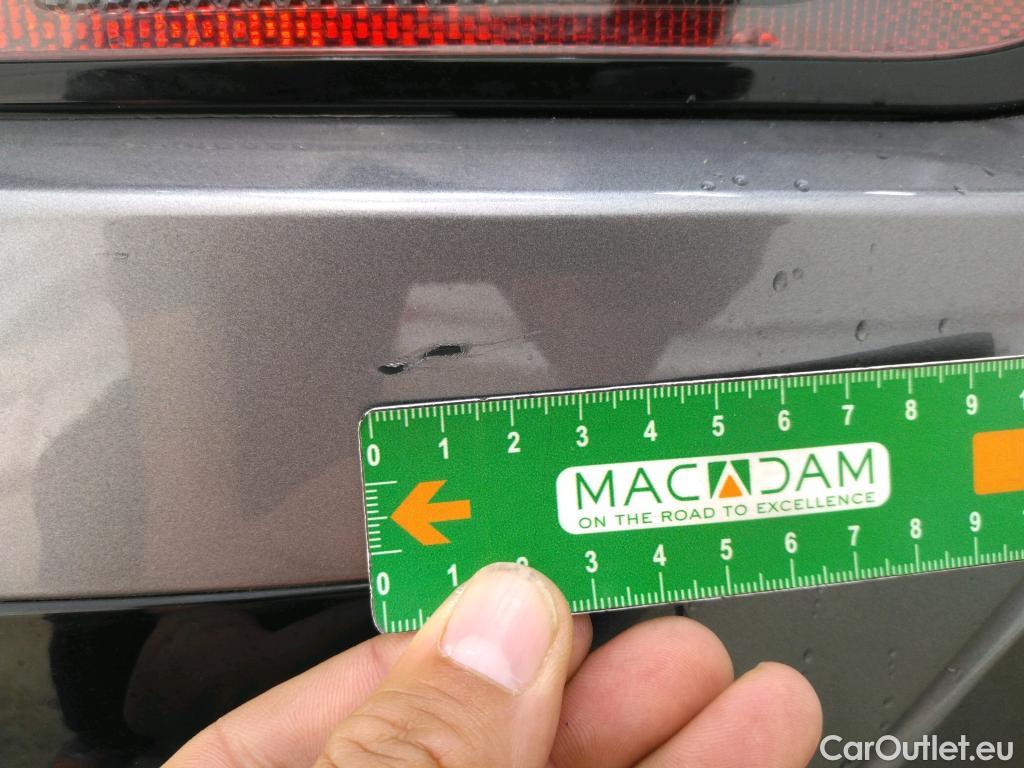 0 1 2 3 4 5 6 7 8 9
MACADAM
ON THE ROAD TO EXCELLENCE
0 1 2 3 4 5 6 7 8 9
CarOutlet.eu